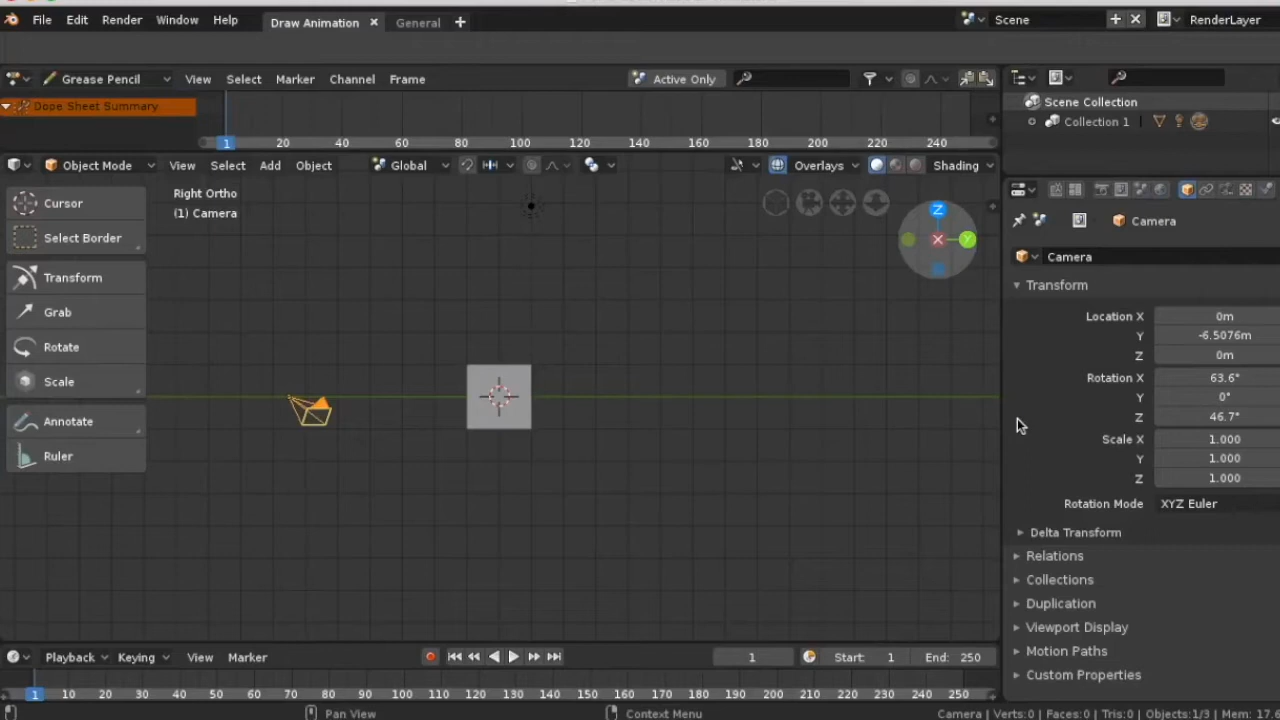 File Edit Render Window Help Draw Animation General Scene RenderLayer
Grease Pencil View Select Marker Channel Frame Active Only
Dope Sheet Summary
Scene Collection
Collection 1
1 20 40 60 80 100 120 140 160 180 200 220 240
Object Mode View Select Add Object Global Overlays Shading
Right Ortho
(1) Camera
Cursor
Select Border
Transform
Grab
Rotate
Scale
Annotate
Ruler
Z
X
Y
Camera
Camera
Transform
Location X 0m
Y -6.5076m
Z 0m
Rotation X 63.6°
Y 0°
Z 46.7°
Scale X 1.000
Y 1.000
Z 1.000
Rotation Mode XYZ Euler
Delta Transform
Relations
Collections
Duplication
Viewport Display
Motion Paths
Custom Properties
Playback Keying View Marker 1 Start: 1 End: 250
1 10 20 30 40 50 60 70 80 90 100 110 120 130 140 150 160 170 180 190 200 210 220 230 240 250
Pan View Context Menu Camera | Verts:0 | Faces:0 | Tris:0 | Objects:1/3 | Mem: 17.